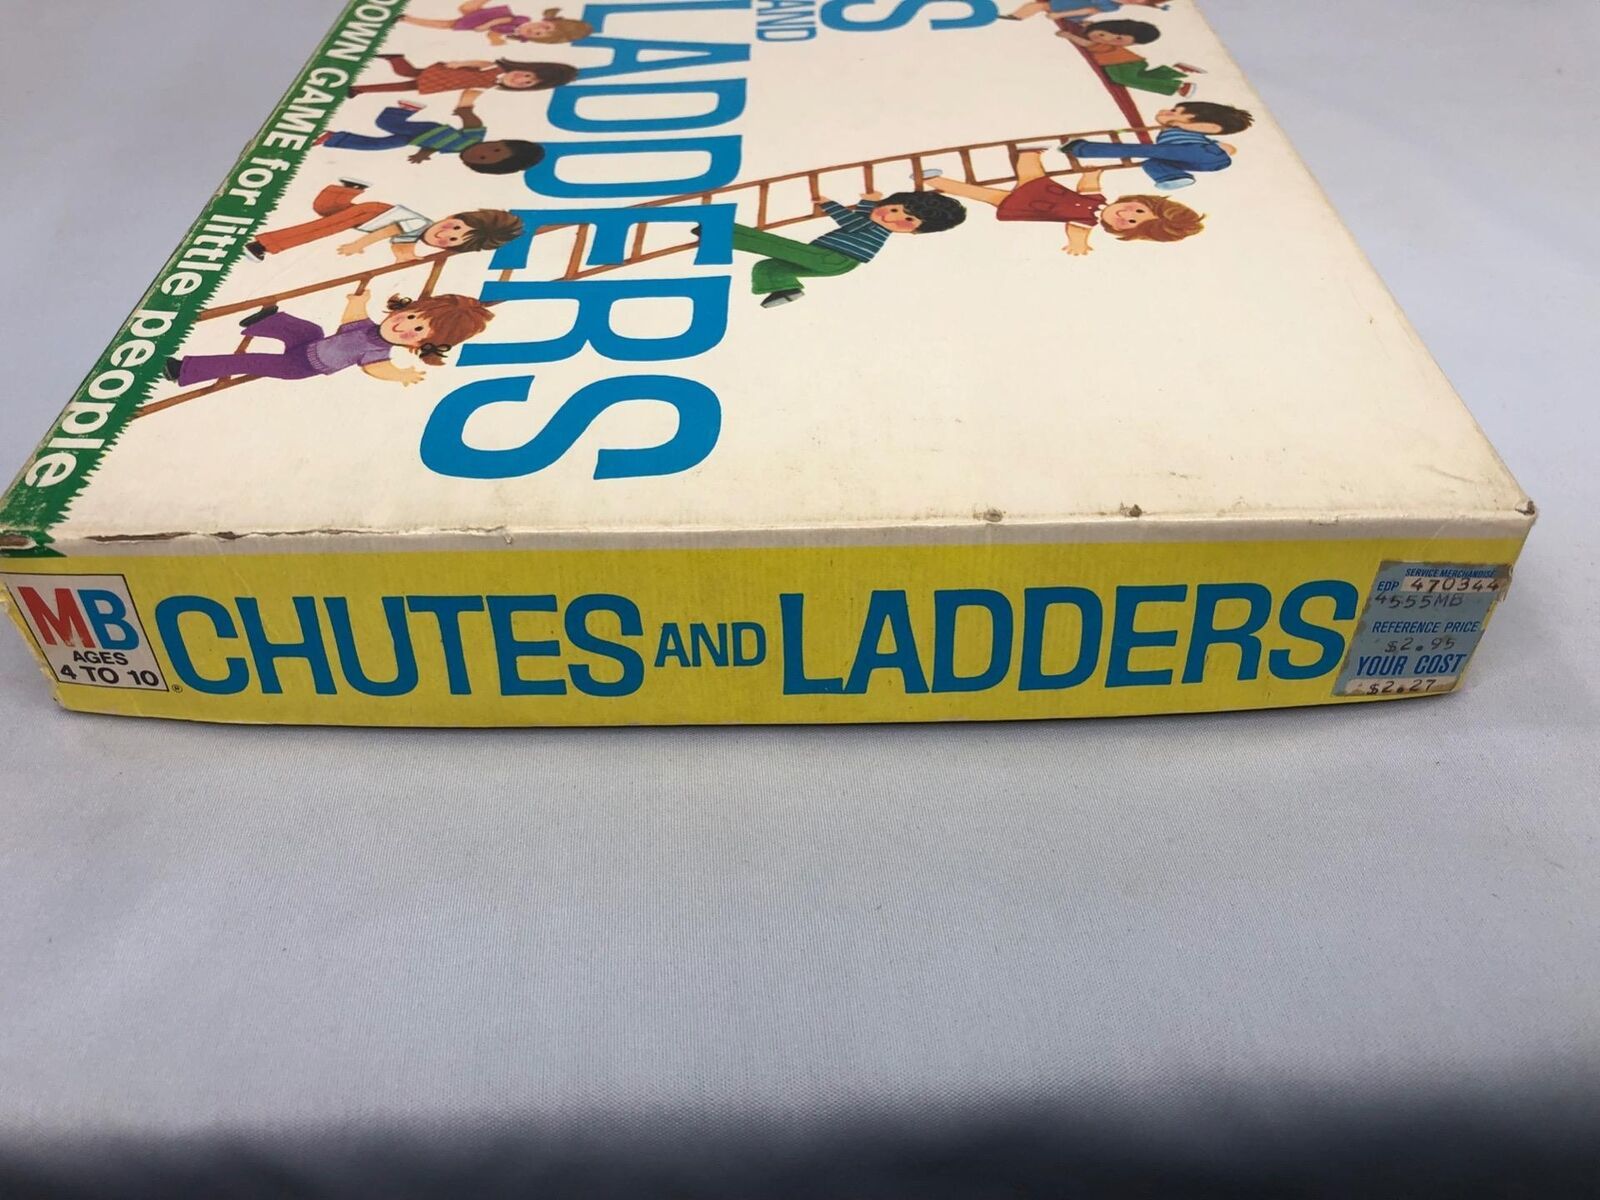 S
AND
LADDERS
DOWN GAME for little people
MB
AGES
4 TO 10
®
CHUTES AND LADDERS
SERVICE MERCHANDISE
EDP 470344
4555MB
REFERENCE PRICE
$2.95
YOUR COST
$2.27